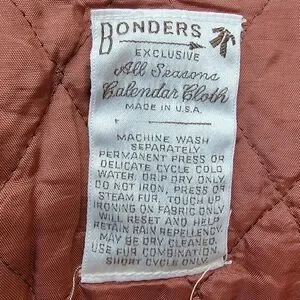 BONDERS
EXCLUSIVE
All Seasons
Calendar Cloth
MADE IN U.S.A.
MACHINE WASH
SEPARATELY
PERMANENT PRESS OR
DELICATE CYCLE COLD
WATER, DRIP DRY ONLY
DO NOT IRON, PRESS OR
STEAM FUR. TOUCH UP
IRONING ON FABRIC ONLY
WILL RESET AND HELP
RETAIN RAIN REPELLENCY.
MAY BE DRY CLEANED.
USE FUR COMBINATION.
SHORT CYCLE ONLY.